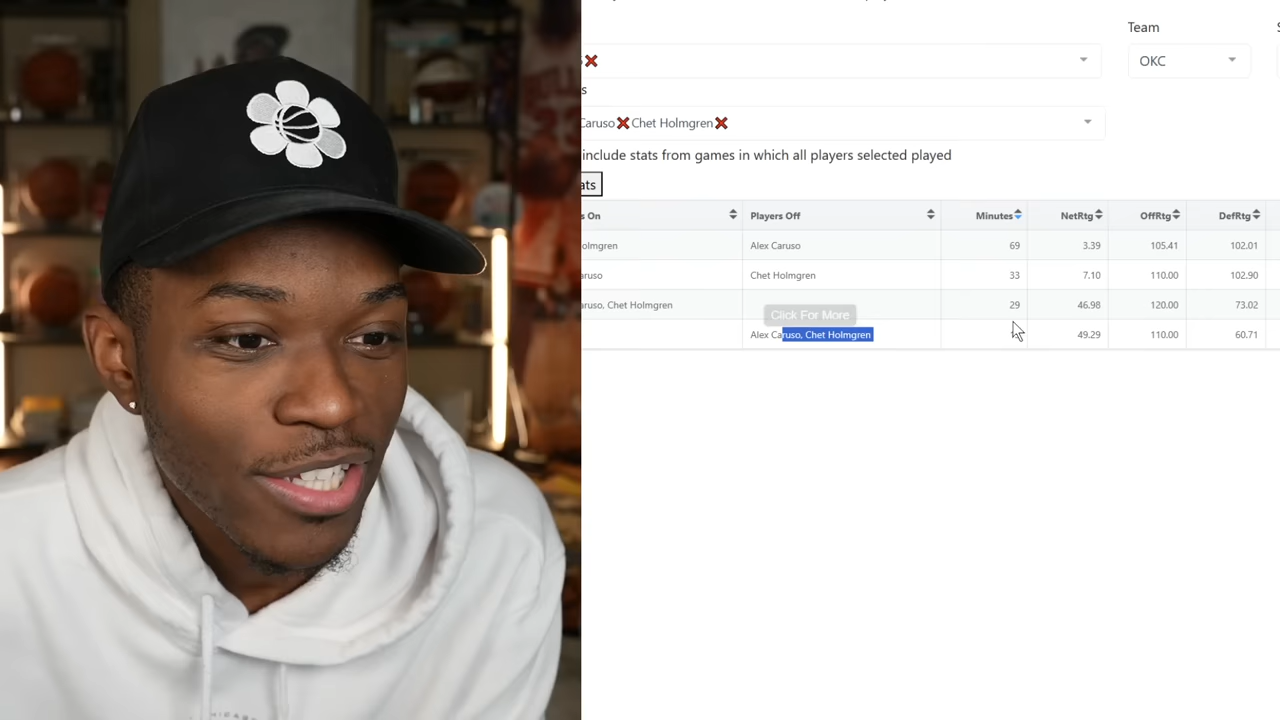 Team
OKC
s
Caruso❌Chet Holmgren❌
include stats from games in which all players selected played
ats
s On Players Off Minutes NetRtg OffRtg DefRtg
olmgren Alex Caruso 69 3.39 105.41 102.01
aruso Chet Holmgren 33 7.10 110.00 102.90
aruso, Chet Holmgren 29 46.98 120.00 73.02
Click For More
Alex Caruso, Chet Holmgren 49.29 110.00 60.71